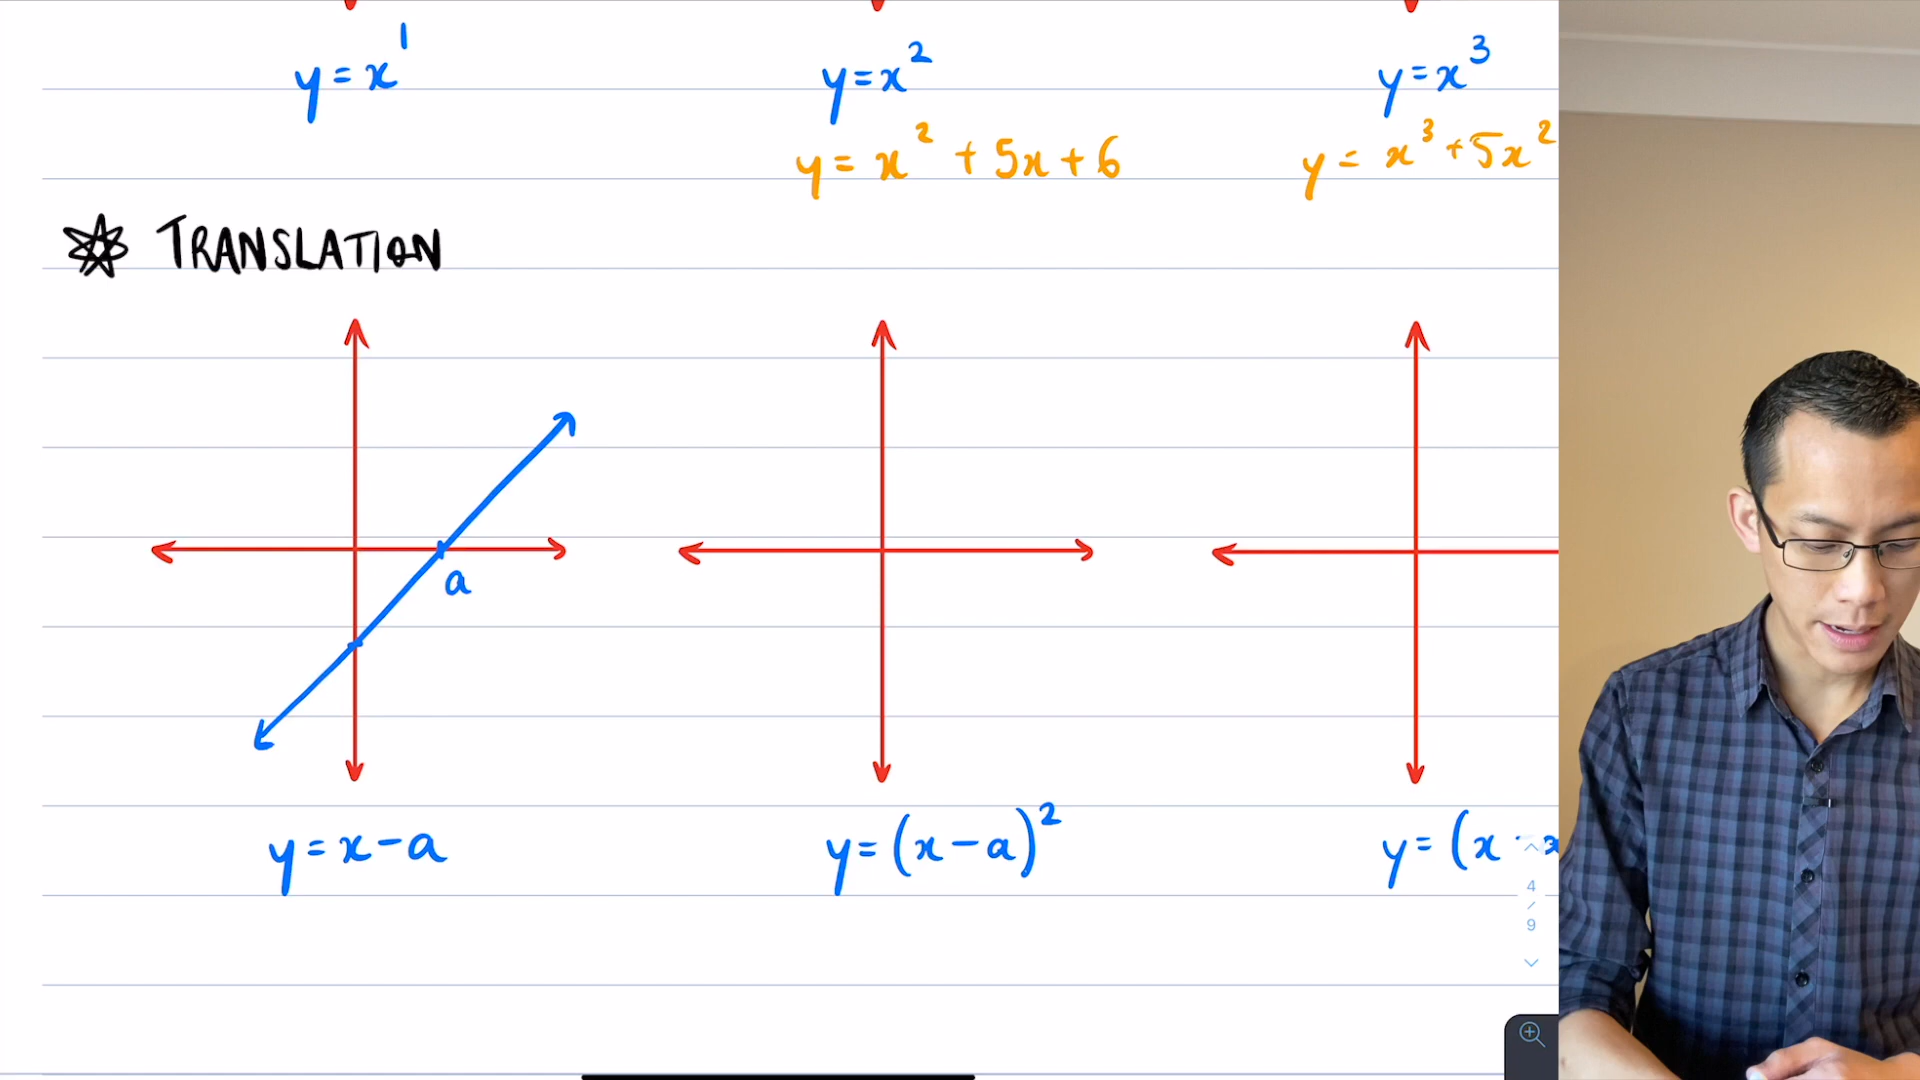 y = x¹
y = x²
y = x³
y = x² + 5x + 6
y = x³ + 5x²
TRANSLATION
a
y = x - a
y = (x - a)²
y = (x -
4
/
9